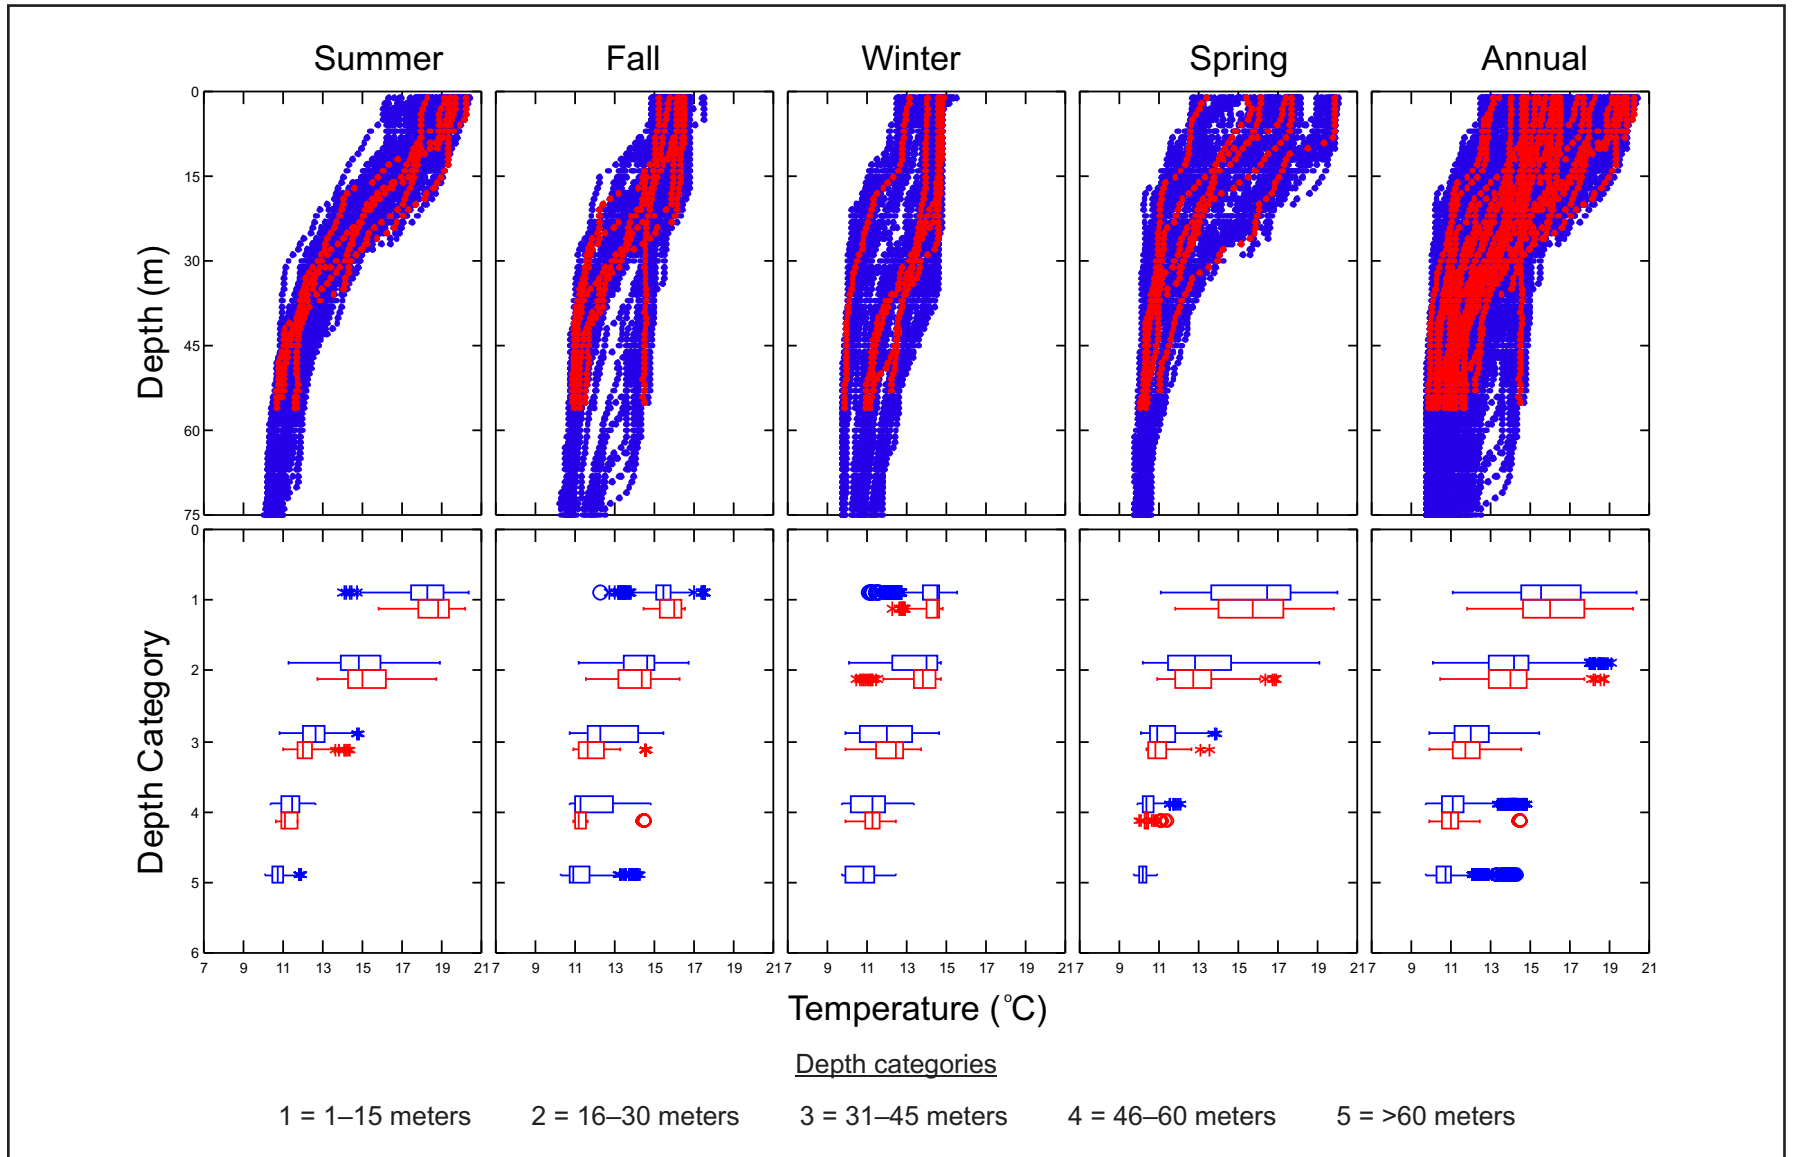 Summer Fall Winter Spring Annual
0
15
30
45
60
75
Depth (m)
0
1
2
3
4
5
6
Depth Category
7 9 11 13 15 17 19 21 7 9 11 13 15 17 19 21 7 9 11 13 15 17 19 21 7 9 11 13 15 17 19 21 7 9 11 13 15 17 19 21
Temperature (°C)
Depth categories
1 = 1–15 meters 2 = 16–30 meters 3 = 31–45 meters 4 = 46–60 meters 5 = >60 meters